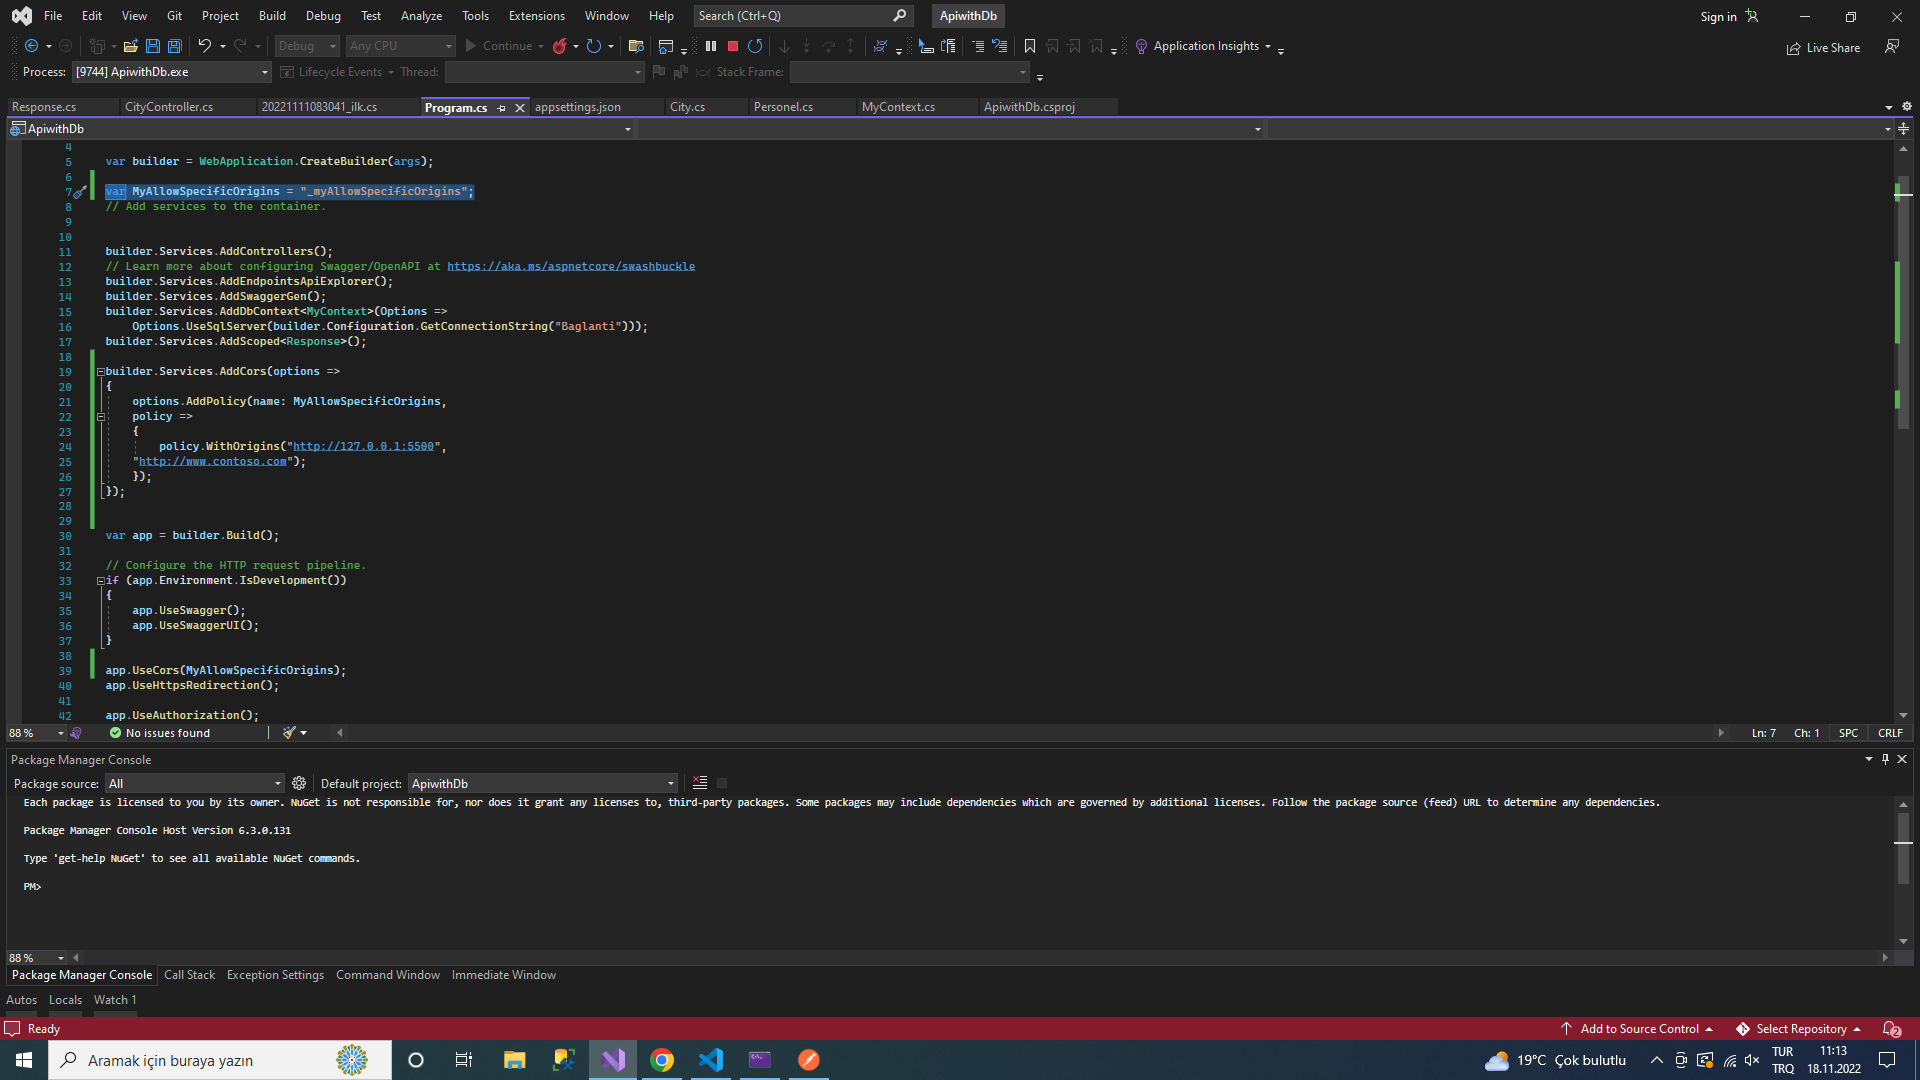 File Edit View Git Project Build Debug Test Analyze Tools Extensions Window Help Search (Ctrl+Q) ApiwithDb Sign in
Debug Any CPU Continue Application Insights Live Share
Process: [9744] ApiwithDb.exe Lifecycle Events Thread: Stack Frame:
Response.cs CityController.cs 20221111083041_ilk.cs Program.cs appsettings.json City.cs Personel.cs MyContext.cs ApiwithDb.csproj
ApiwithDb
4
5 var builder = WebApplication.CreateBuilder(args);
6
7 var MyAllowSpecificOrigins = "_myAllowSpecificOrigins";
8 // Add services to the container.
9
10
11 builder.Services.AddControllers();
12 // Learn more about configuring Swagger/OpenAPI at https://aka.ms/aspnetcore/swashbuckle
13 builder.Services.AddEndpointsApiExplorer();
14 builder.Services.AddSwaggerGen();
15 builder.Services.AddDbContext<MyContext>(Options =>
16 Options.UseSqlServer(builder.Configuration.GetConnectionString("Baglanti")));
17 builder.Services.AddScoped<Response>();
18
19 builder.Services.AddCors(options =>
20 {
21 options.AddPolicy(name: MyAllowSpecificOrigins,
22 policy =>
23 {
24 policy.WithOrigins("http://127.0.0.1:5500",
25 "http://www.contoso.com");
26 });
27 });
28
29
30 var app = builder.Build();
31
32 // Configure the HTTP request pipeline.
33 if (app.Environment.IsDevelopment())
34 {
35 app.UseSwagger();
36 app.UseSwaggerUI();
37 }
38
39 app.UseCors(MyAllowSpecificOrigins);
40 app.UseHttpsRedirection();
41
42 app.UseAuthorization();
88 % No issues found Ln: 7 Ch: 1 SPC CRLF
Package Manager Console
Package source: All Default project: ApiwithDb
Each package is licensed to you by its owner. NuGet is not responsible for, nor does it grant any licenses to, third-party packages. Some packages may include dependencies which are governed by additional licenses. Follow the package source (feed) URL to determine any dependencies.
Package Manager Console Host Version 6.3.0.131
Type 'get-help NuGet' to see all available NuGet commands.
PM>
88 %
Package Manager Console Call Stack Exception Settings Command Window Immediate Window
Autos Locals Watch 1
Ready Add to Source Control Select Repository 2
Aramak için buraya yazın 19°C Çok bulutlu TUR TRQ 11:13 18.11.2022